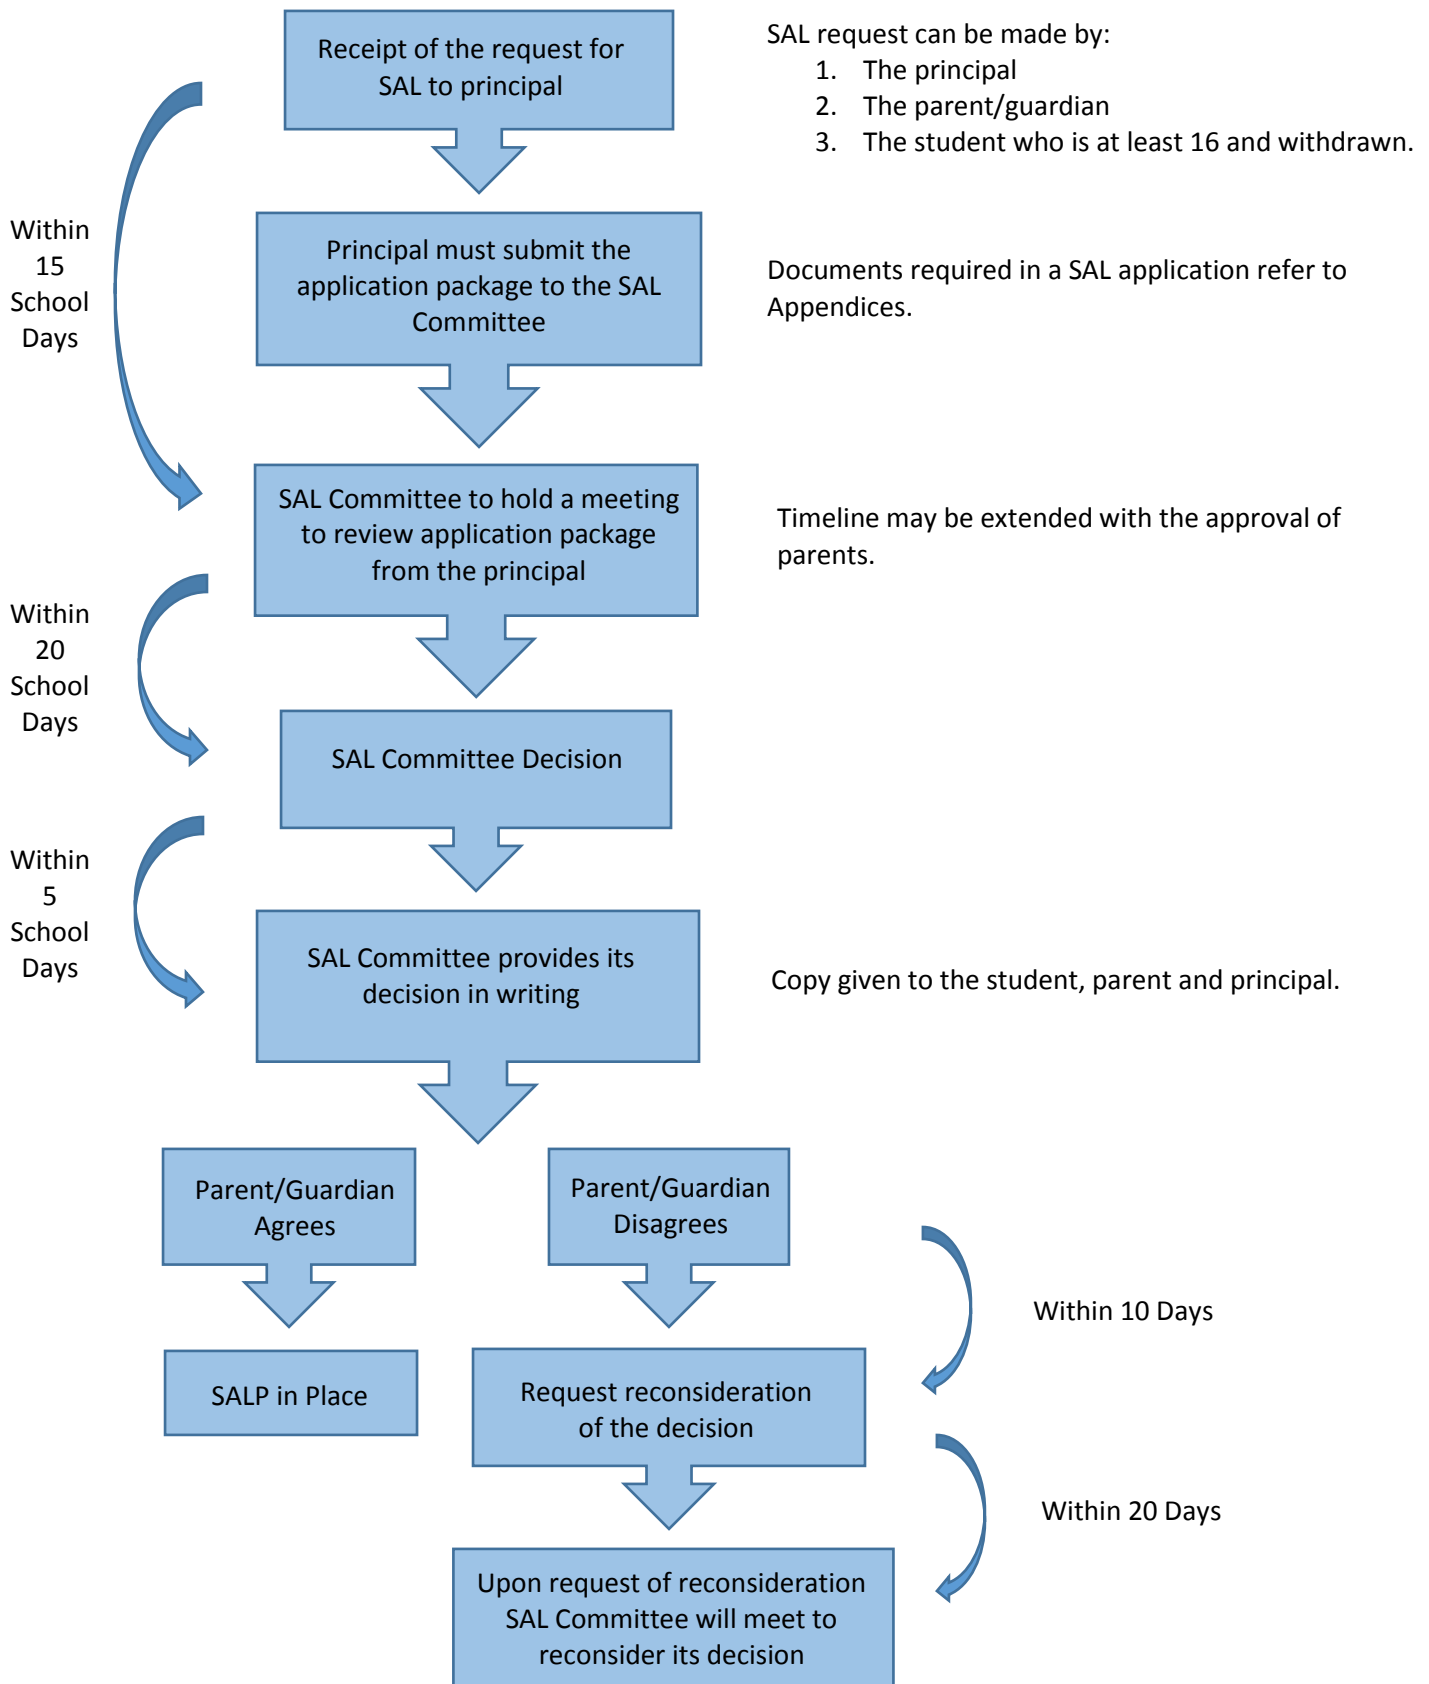 Receipt of the request for
SAL to principal
SAL request can be made by:
1. The principal
2. The parent/guardian
3. The student who is at least 16 and withdrawn.
Within
15
School
Days
Principal must submit the
application package to the SAL
Committee
Documents required in a SAL application refer to
Appendices.
SAL Committee to hold a meeting
to review application package
from the principal
Timeline may be extended with the approval of
parents.
Within
20
School
Days
SAL Committee Decision
Within
5
School
Days
SAL Committee provides its
decision in writing
Copy given to the student, parent and principal.
Parent/Guardian
Agrees
Parent/Guardian
Disagrees
Within 10 Days
SALP in Place
Request reconsideration
of the decision
Within 20 Days
Upon request of reconsideration
SAL Committee will meet to
reconsider its decision